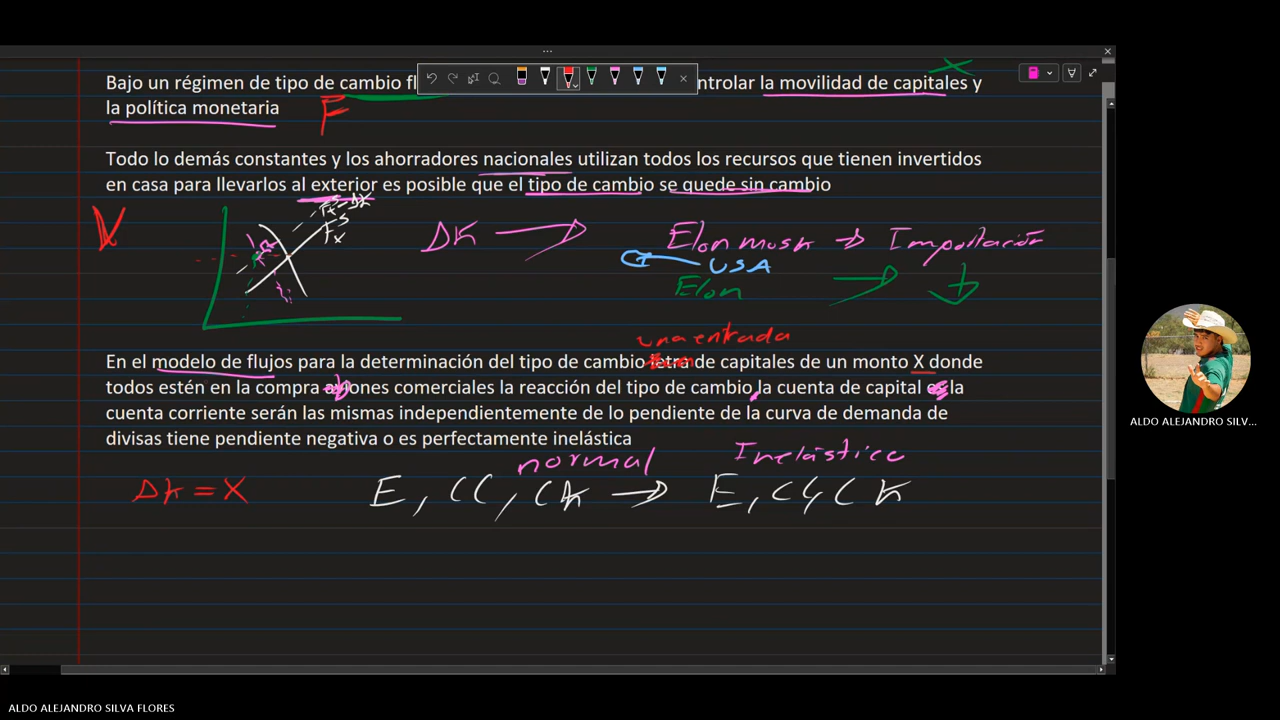 X
Bajo un régimen de tipo de cambio fl ntrolar la movilidad de capitales y
la política monetaria
F
Todo lo demás constantes y los ahorradores nacionales utilizan todos los recursos que tienen invertidos
en casa para llevarlos al exterior es posible que el tipo de cambio se quede sin cambio
V
ΔK Elon musk Importación
USA
Elon
una entrada
En el modelo de flujos para la determinación del tipo de cambio letra de capitales de un monto X donde
todos estén en la compra iones comerciales la reacción del tipo de cambio, la cuenta de capital la
cuenta corriente serán las mismas independientemente de lo pendiente de la curva de demanda de
divisas tiene pendiente negativa o es perfectamente inelástica
normal Inelástica
ΔK = X E, CC, CK → E, CC, CK
ALDO ALEJANDRO SILV...
ALDO ALEJANDRO SILVA FLORES